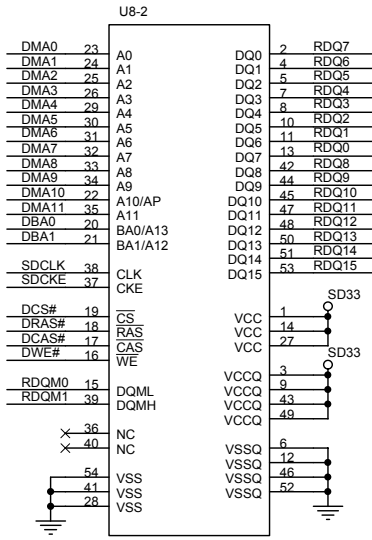 U8-2
DMA0 23 A0 DQ0 2 RDQ7
DMA1 24 A1 DQ1 4 RDQ6
DMA2 25 A2 DQ2 5 RDQ5
DMA3 26 A3 DQ3 7 RDQ4
DMA4 29 A4 DQ4 8 RDQ3
DMA5 30 A5 DQ5 10 RDQ2
DMA6 31 A6 DQ6 11 RDQ1
DMA7 32 A7 DQ7 13 RDQ0
DMA8 33 A8 DQ8 42 RDQ8
DMA9 34 A9 DQ9 44 RDQ9
DMA10 22 A10/AP DQ10 45 RDQ10
DMA11 35 A11 DQ11 47 RDQ11
DBA0 20 BA0/A13 DQ12 48 RDQ12
DBA1 21 BA1/A12 DQ13 50 RDQ13
DQ14 51 RDQ14
SDCLK 38 CLK DQ15 53 RDQ15
SDCKE 37 CKE
SD33
DCS# 19 CS VCC 1
DRAS# 18 RAS VCC 14
DCAS# 17 CAS VCC 27
DWE# 16 WE
SD33
RDQM0 15 DQML VCCQ 3
RDQM1 39 DQMH VCCQ 9
VCCQ 43
VCCQ 49
36 NC
40 NC
VSSQ 6
VSSQ 12
54 VSS VSSQ 46
41 VSS VSSQ 52
28 VSS